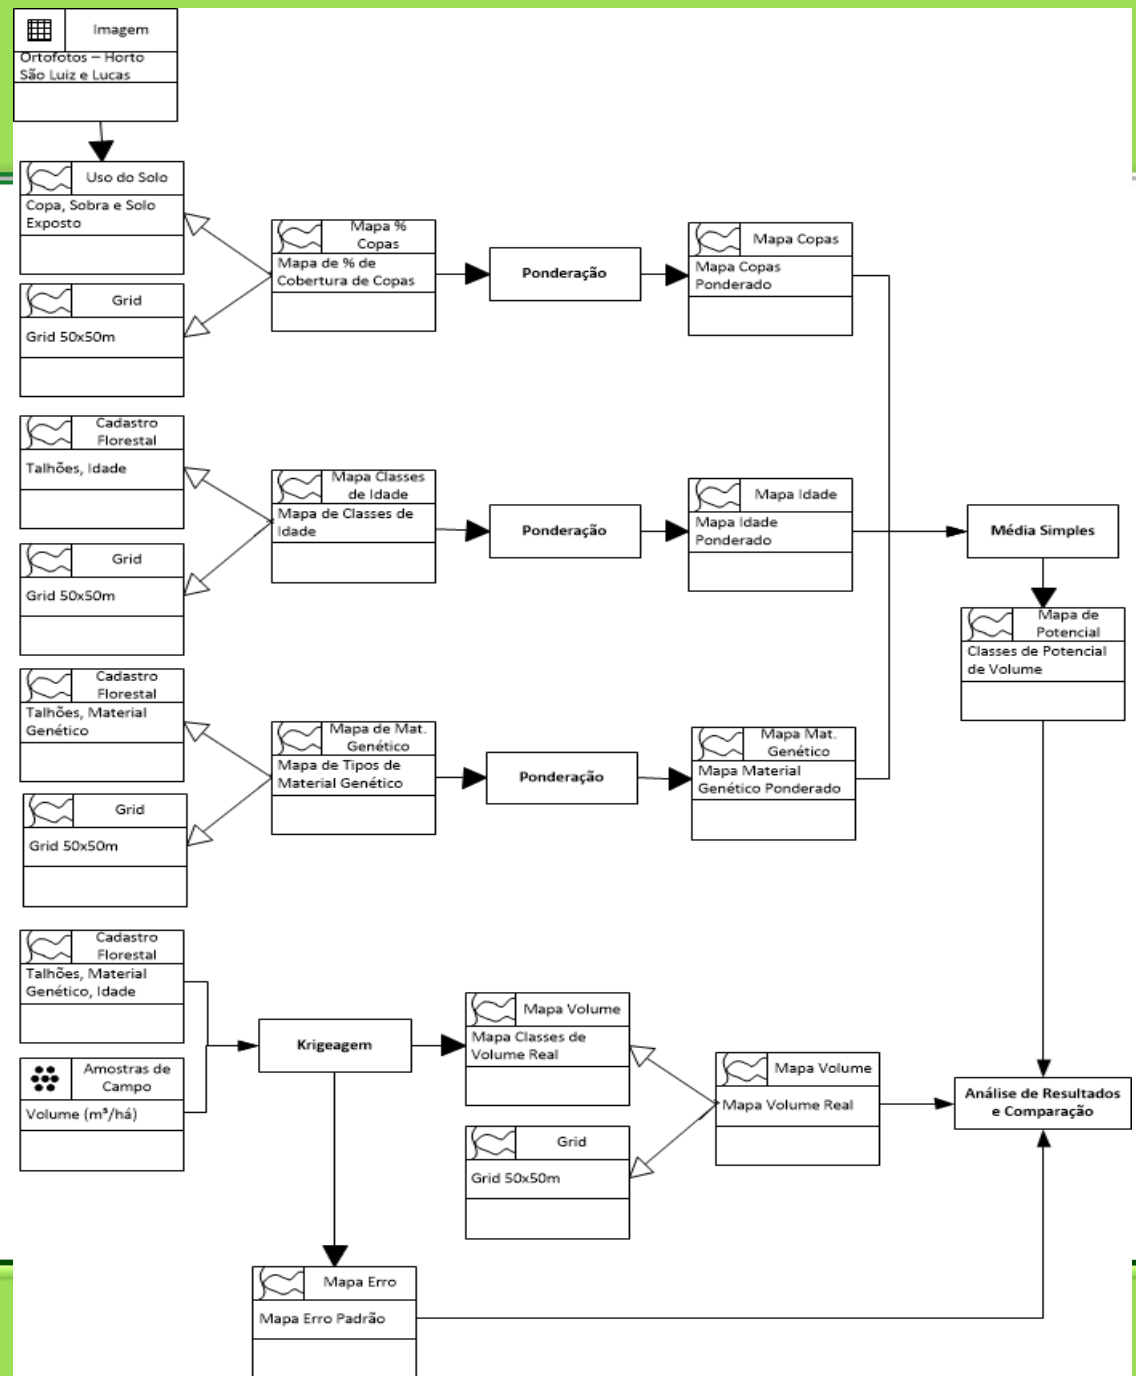 Imagem
Ortofotos – Horto
São Luiz e Lucas
Uso do Solo
Copa, Sobra e Solo
Exposto
Grid
Grid 50x50m
Mapa %
Copas
Mapa de % de
Cobertura de Copas
Ponderação
Mapa Copas
Mapa Copas
Ponderado
Cadastro
Florestal
Talhões, Idade
Grid
Grid 50x50m
Mapa Classes
de Idade
Mapa de Classes de
Idade
Ponderação
Mapa Idade
Mapa Idade
Ponderado
Média Simples
Mapa de
Potencial
Classes de Potencial
de Volume
Cadastro
Florestal
Talhões, Material
Genético
Grid
Grid 50x50m
Mapa de Mat.
Genético
Mapa de Tipos de
Material Genético
Ponderação
Mapa Mat.
Genético
Mapa Material
Genético Ponderado
Cadastro
Florestal
Talhões, Material
Genético, Idade
Amostras de
Campo
Volume (m³/há)
Krigeagem
Mapa Volume
Mapa Classes de
Volume Real
Grid
Grid 50x50m
Mapa Volume
Mapa Volume Real
Análise de Resultados
e Comparação
Mapa Erro
Mapa Erro Padrão